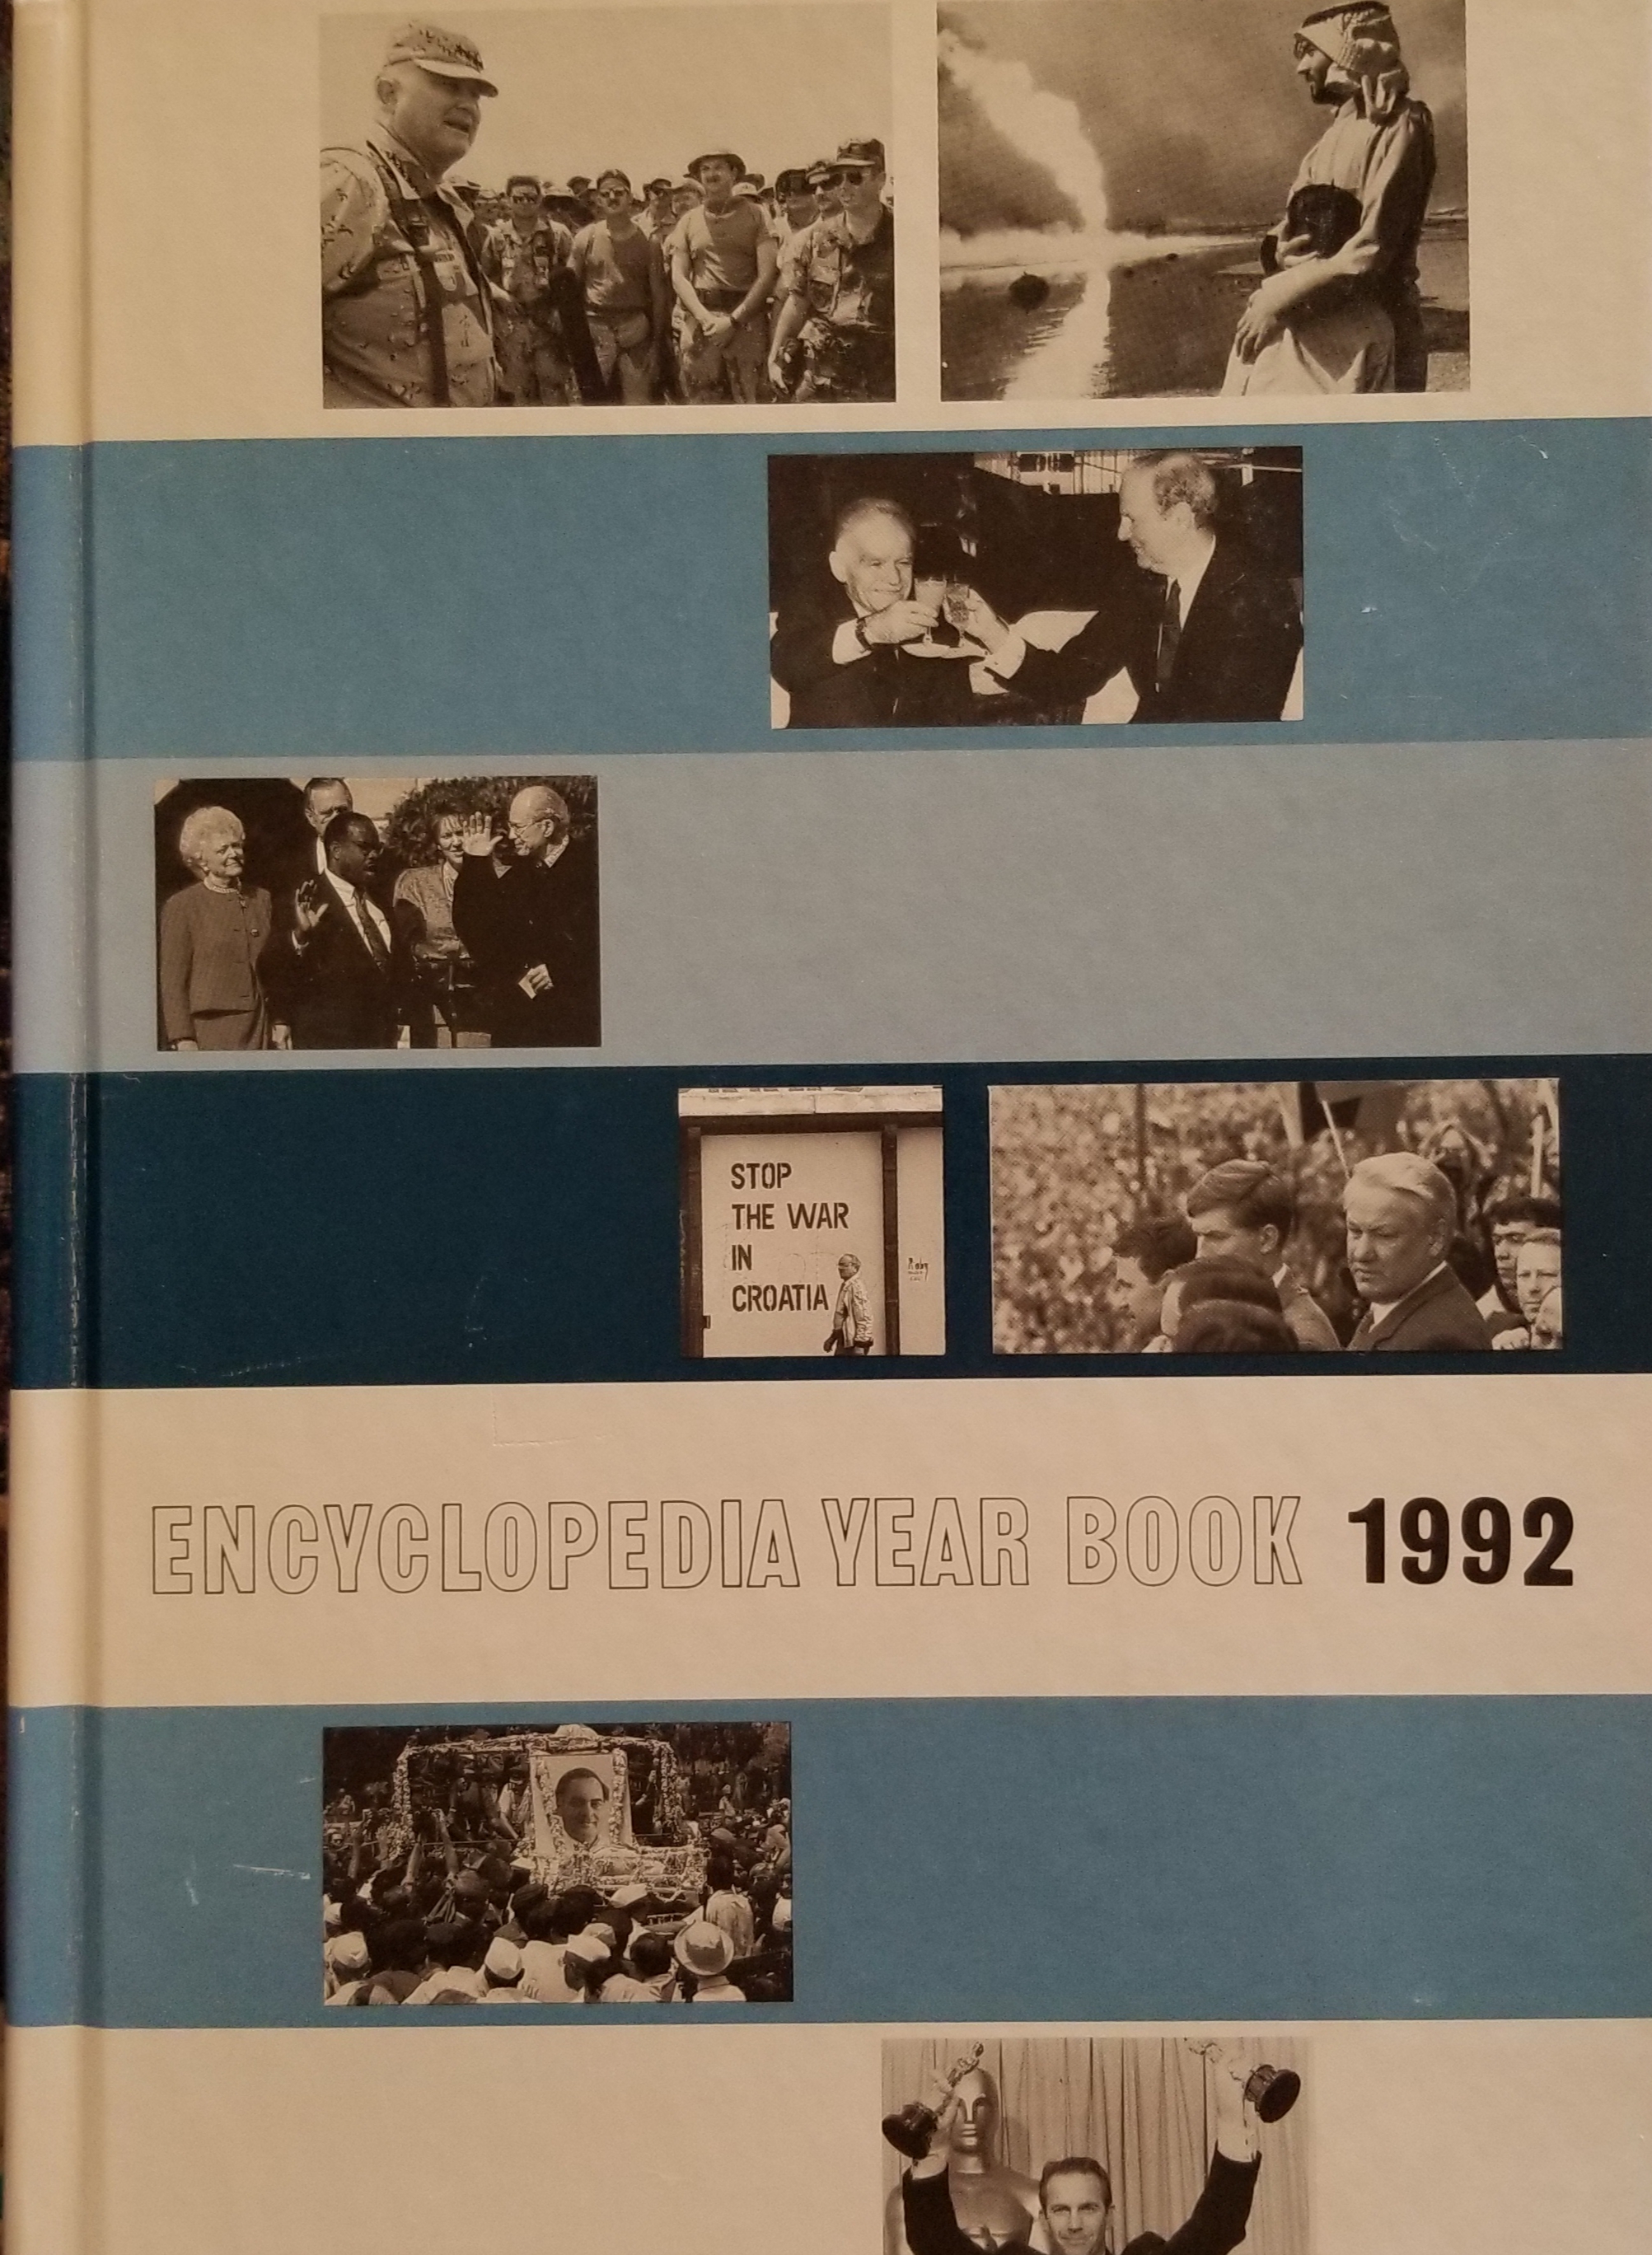 STOP
THE WAR
IN
CROATIA
ENCYCLOPEDIA YEAR BOOK 1992